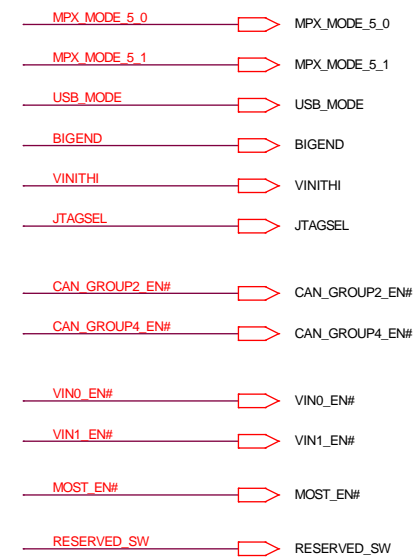 MPX_MODE_5_0 MPX_MODE_5_0
MPX_MODE_5_1 MPX_MODE_5_1
USB_MODE USB_MODE
BIGEND BIGEND
VINITHI VINITHI
JTAGSEL JTAGSEL
CAN_GROUP2_EN# CAN_GROUP2_EN#
CAN_GROUP4_EN# CAN_GROUP4_EN#
VIN0_EN# VIN0_EN#
VIN1_EN# VIN1_EN#
MOST_EN# MOST_EN#
RESERVED_SW RESERVED_SW